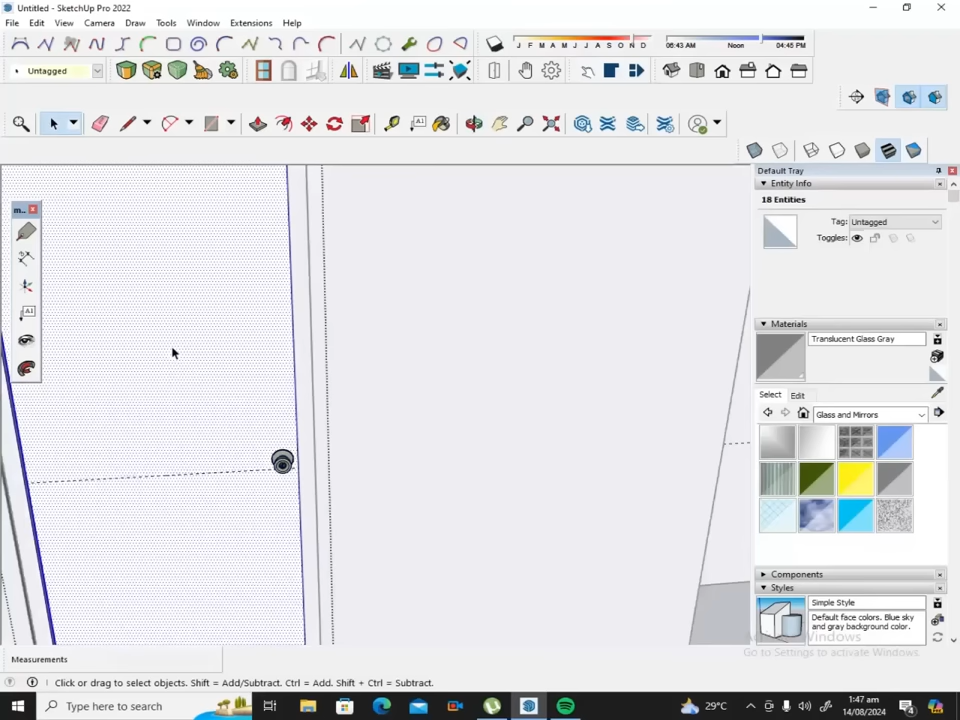 Untitled - SketchUp Pro 2022
File Edit View Camera Draw Tools Window Extensions Help
J F M A M J J A S O N D
06:43 AM Noon 04:45 PM
Untagged
Default Tray
Entity Info
18 Entities
Tag: Untagged
Toggles:
m...
A1
Materials
Translucent Glass Gray
Select Edit
Glass and Mirrors
Components
Styles
Simple Style
Default face colors. Blue sky
and gray background color.
Activate Windows
Go to Settings to activate Windows.
Measurements
Click or drag to select objects. Shift = Add/Subtract. Ctrl = Add. Shift + Ctrl = Subtract.
Type here to search
29°C
1:47 am
14/08/2024
4